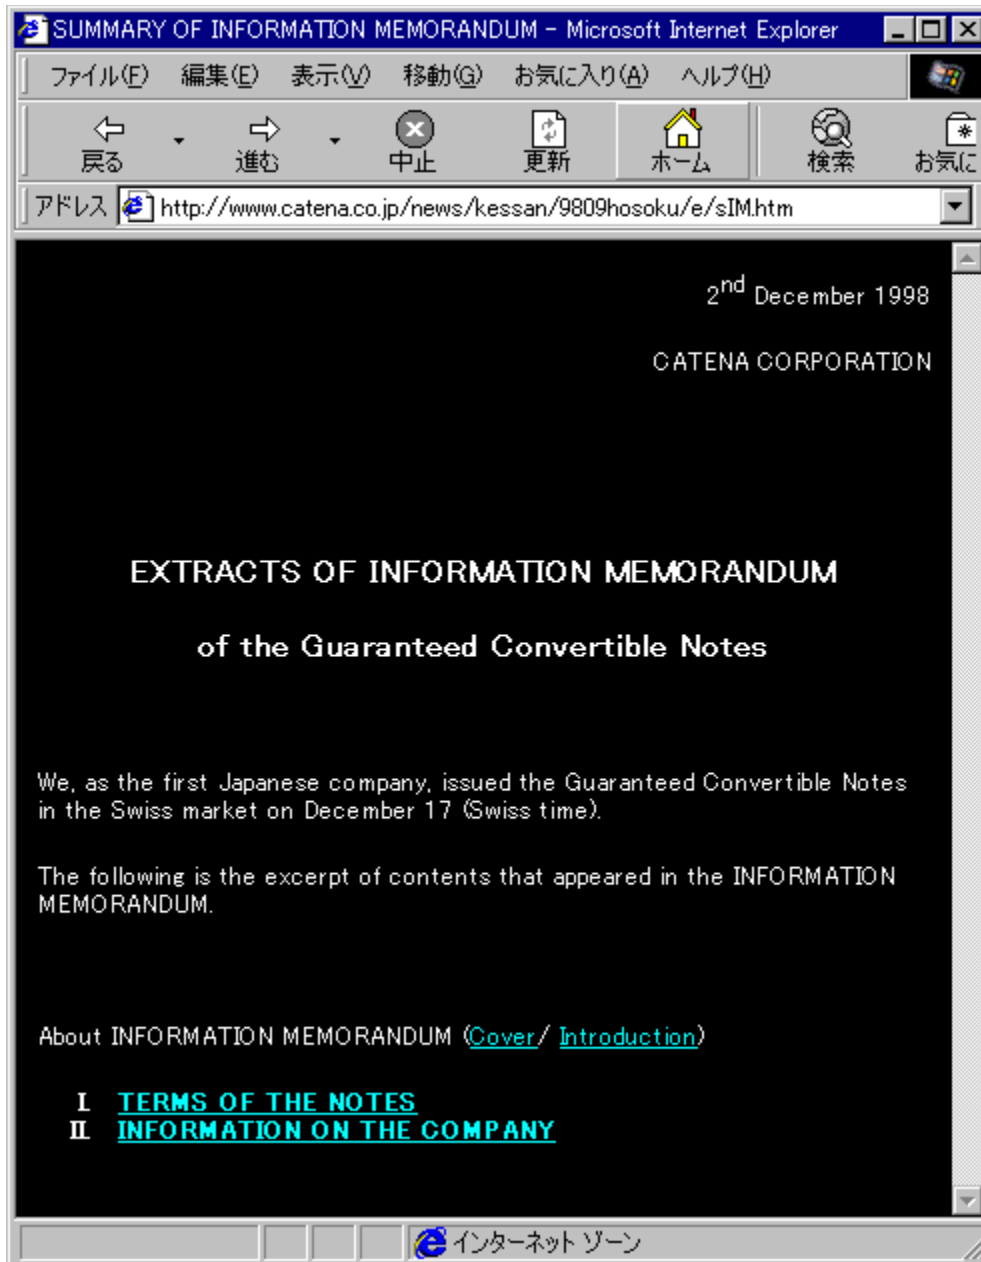 SUMMARY OF INFORMATION MEMORANDUM - Microsoft Internet Explorer
ファイル(F) 編集(E) 表示(V) 移動(G) お気に入り(A) ヘルプ(H)
戻る 進む 中止 更新 ホーム 検索 お気に
アドレス http://www.catena.co.jp/news/kessan/9809hosoku/e/sIM.htm
2nd December 1998
CATENA CORPORATION
EXTRACTS OF INFORMATION MEMORANDUM
of the Guaranteed Convertible Notes
We, as the first Japanese company, issued the Guaranteed Convertible Notes
in the Swiss market on December 17 (Swiss time).
The following is the excerpt of contents that appeared in the INFORMATION
MEMORANDUM.
About INFORMATION MEMORANDUM (Cover/ Introduction)
I. TERMS OF THE NOTES
II. INFORMATION ON THE COMPANY
インターネット ゾーン